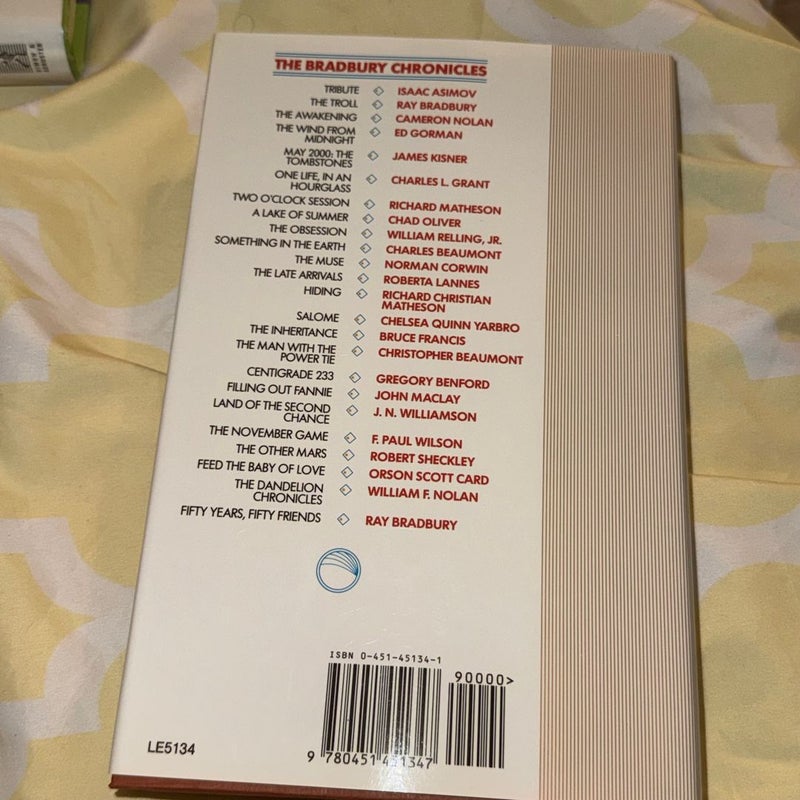 THE BRADBURY CHRONICLES
TRIBUTE ISAAC ASIMOV
THE TROLL RAY BRADBURY
THE AWAKENING CAMERON NOLAN
THE WIND FROM
MIDNIGHT ED GORMAN
MAY 2000: THE
TOMBSTONES JAMES KISNER
ONE LIFE, IN AN
HOURGLASS CHARLES L. GRANT
TWO O'CLOCK SESSION RICHARD MATHESON
A LAKE OF SUMMER CHAD OLIVER
THE OBSESSION WILLIAM RELLING, JR.
SOMETHING IN THE EARTH CHARLES BEAUMONT
THE MUSE NORMAN CORWIN
THE LATE ARRIVALS ROBERTA LANNES
HIDING RICHARD CHRISTIAN
MATHESON
SALOME CHELSEA QUINN YARBRO
THE INHERITANCE BRUCE FRANCIS
THE MAN WITH THE
POWER TIE CHRISTOPHER BEAUMONT
CENTIGRADE 233 GREGORY BENFORD
FILLING OUT FANNIE JOHN MACLAY
LAND OF THE SECOND
CHANCE J. N. WILLIAMSON
THE NOVEMBER GAME F. PAUL WILSON
THE OTHER MARS ROBERT SHECKLEY
FEED THE BABY OF LOVE ORSON SCOTT CARD
THE DANDELION
CHRONICLES WILLIAM F. NOLAN
FIFTY YEARS, FIFTY FRIENDS RAY BRADBURY
ISBN 0-451-45134-1
90000>
LE5134
9 780451 451347